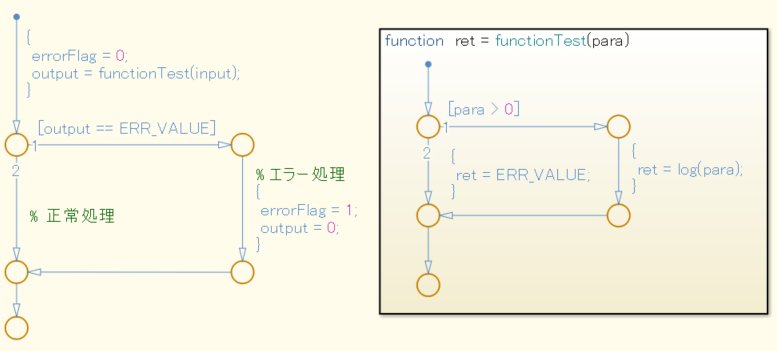 {
errorFlag = 0;
output = functionTest(input);
}
[output == ERR_VALUE]
1
2
% エラー処理
{
errorFlag = 1;
output = 0;
}
% 正常処理
function ret = functionTest(para)
[para > 0]
1
2
{
ret = ERR_VALUE;
}
{
ret = log(para);
}